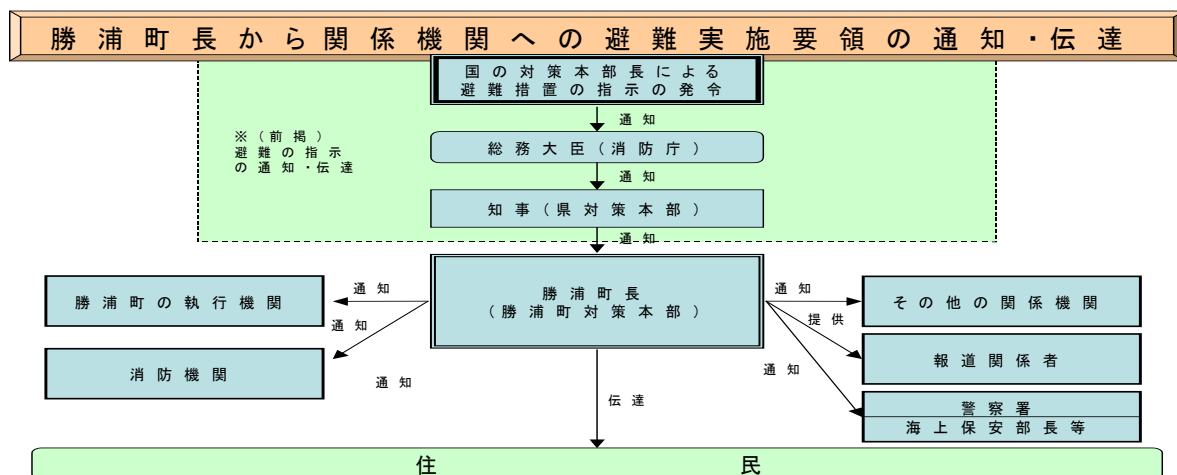 勝浦町長から関係機関への避難実施要領の通知・伝達
国の対策本部長による
避難措置の指示の発令
通知
※(前掲)
避難の指示
の通知・伝達
総務大臣(消防庁)
通知
知事(県対策本部)
通知
勝浦町の執行機関
通知
勝浦町長
(勝浦町対策本部)
通知
その他の関係機関
通知
提供
消防機関
通知
通知
報道関係者
伝達
警察署
海上保安部長等
住民